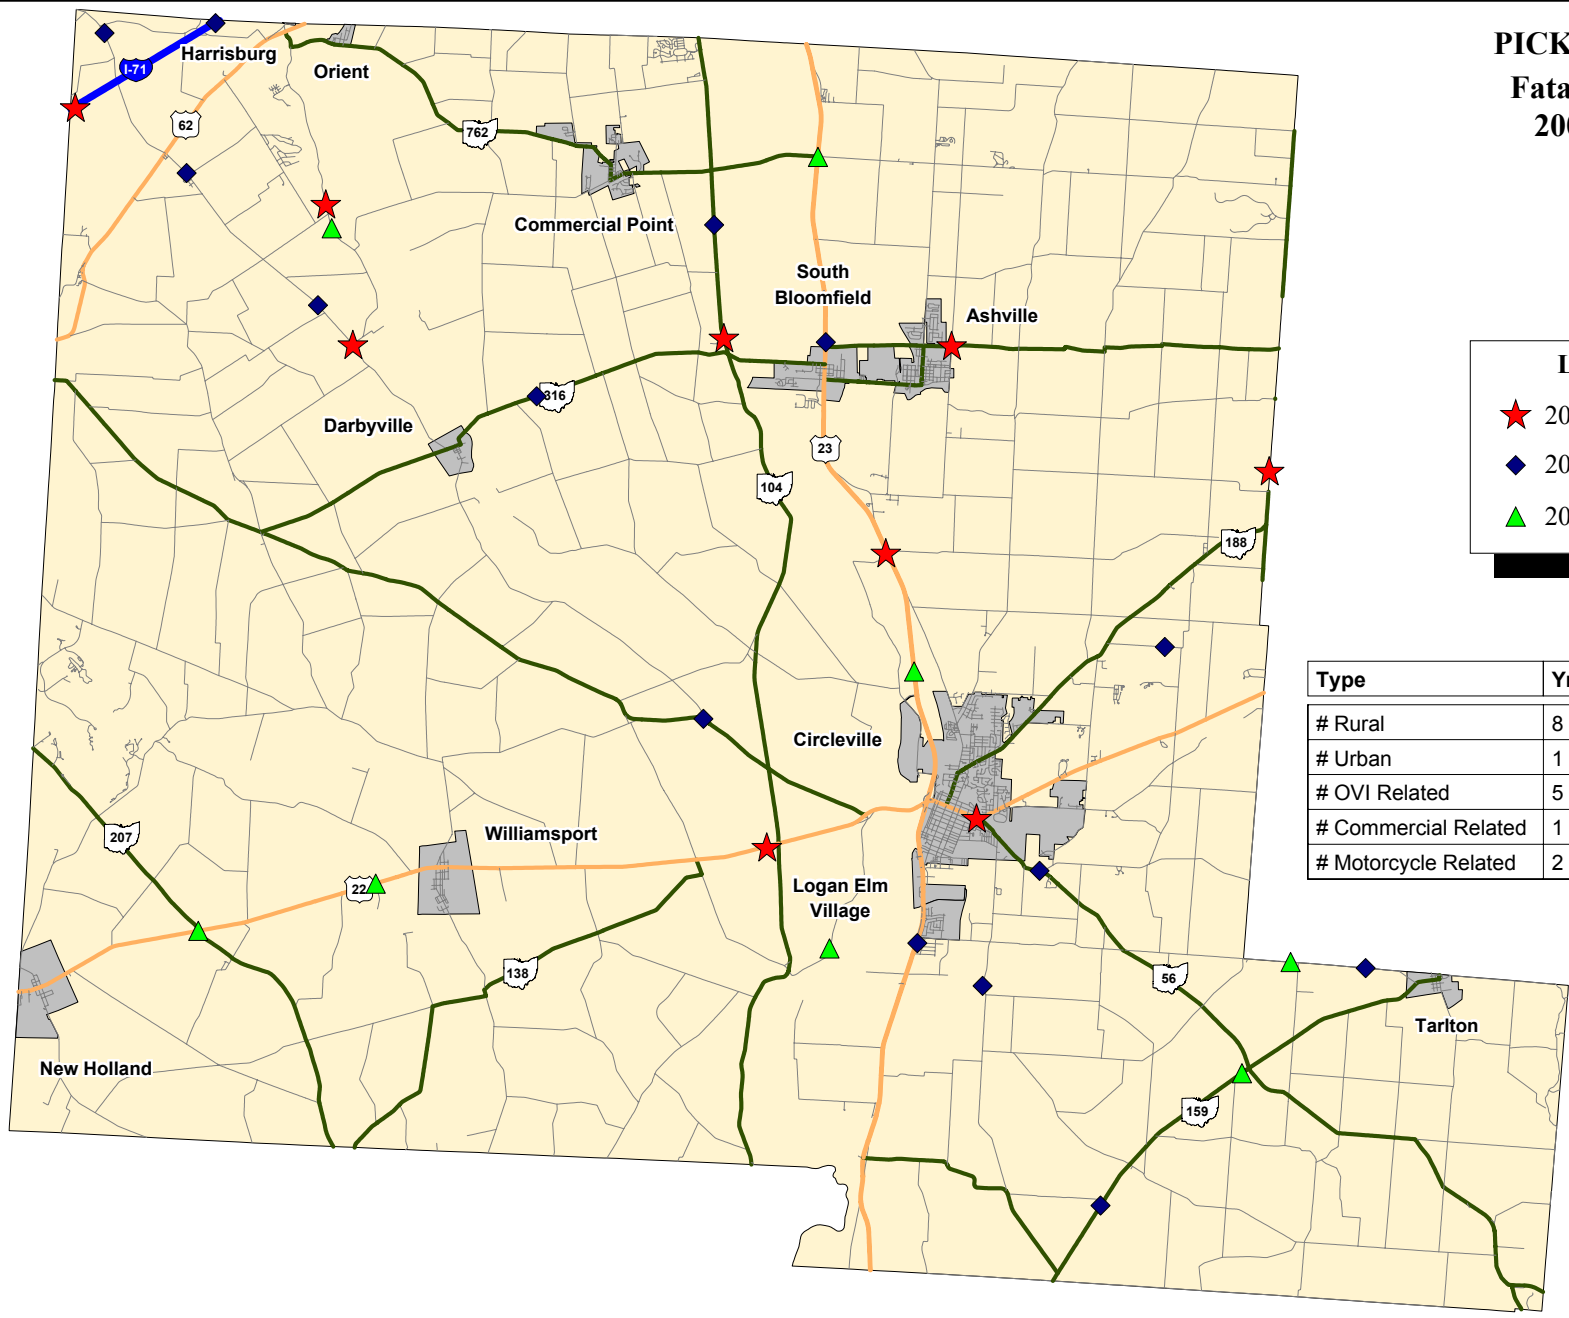 PICK
Fata
200
Harrisburg
I-71
Orient
62
762
Commercial Point
South
Bloomfield
Ashville
L
20
20
20
316
Darbyville
23
104
188
Circleville
Type Yr
# Rural 8
# Urban 1
# OVI Related 5
# Commercial Related 1
# Motorcycle Related 2
207
Williamsport
22
Logan Elm
Village
138
56
Tarlton
New Holland
159